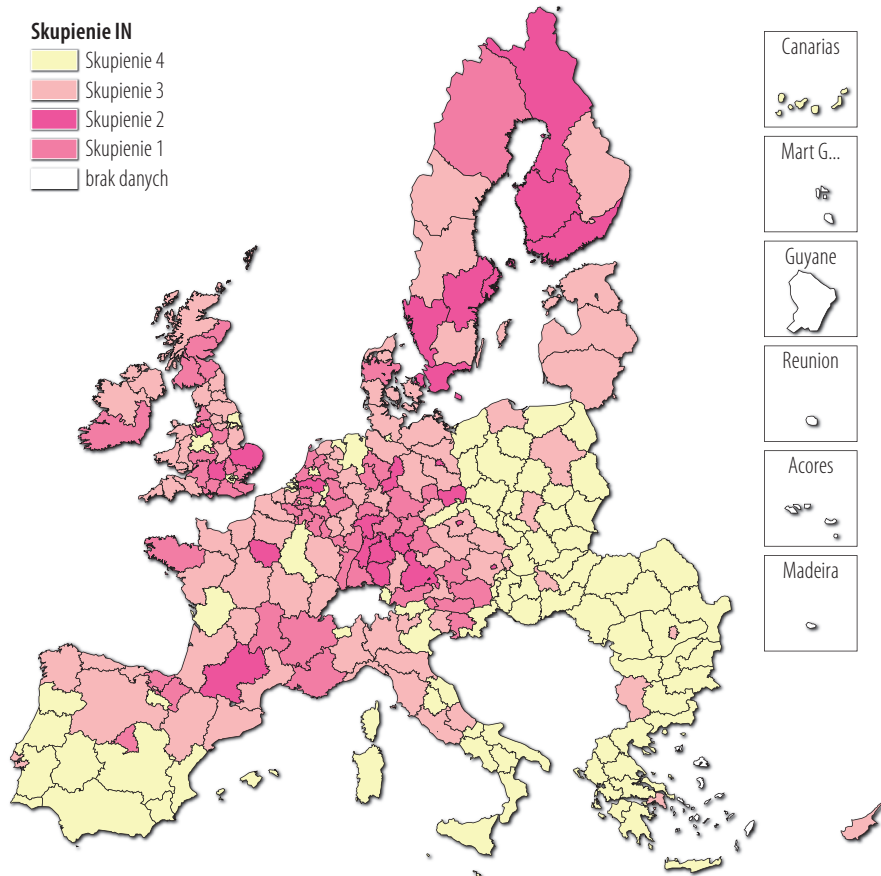 Skupienie IN
Skupienie 4
Skupienie 3
Skupienie 2
Skupienie 1
brak danych
Canarias
Mart G...
Guyane
Reunion
Acores
Madeira